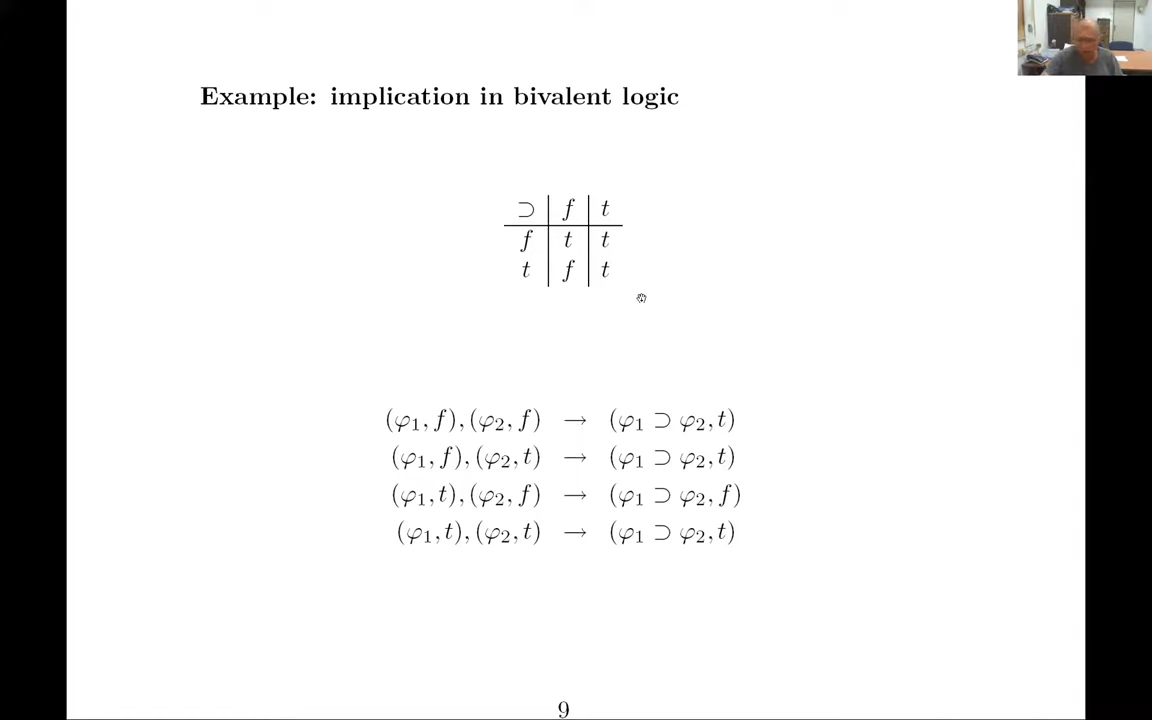 Example: implication in bivalent logic
⊃ f t
f t t
t f t
(φ₁, f), (φ₂, f) → (φ₁ ⊃ φ₂, t)
(φ₁, f), (φ₂, t) → (φ₁ ⊃ φ₂, t)
(φ₁, t), (φ₂, f) → (φ₁ ⊃ φ₂, f)
(φ₁, t), (φ₂, t) → (φ₁ ⊃ φ₂, t)
9